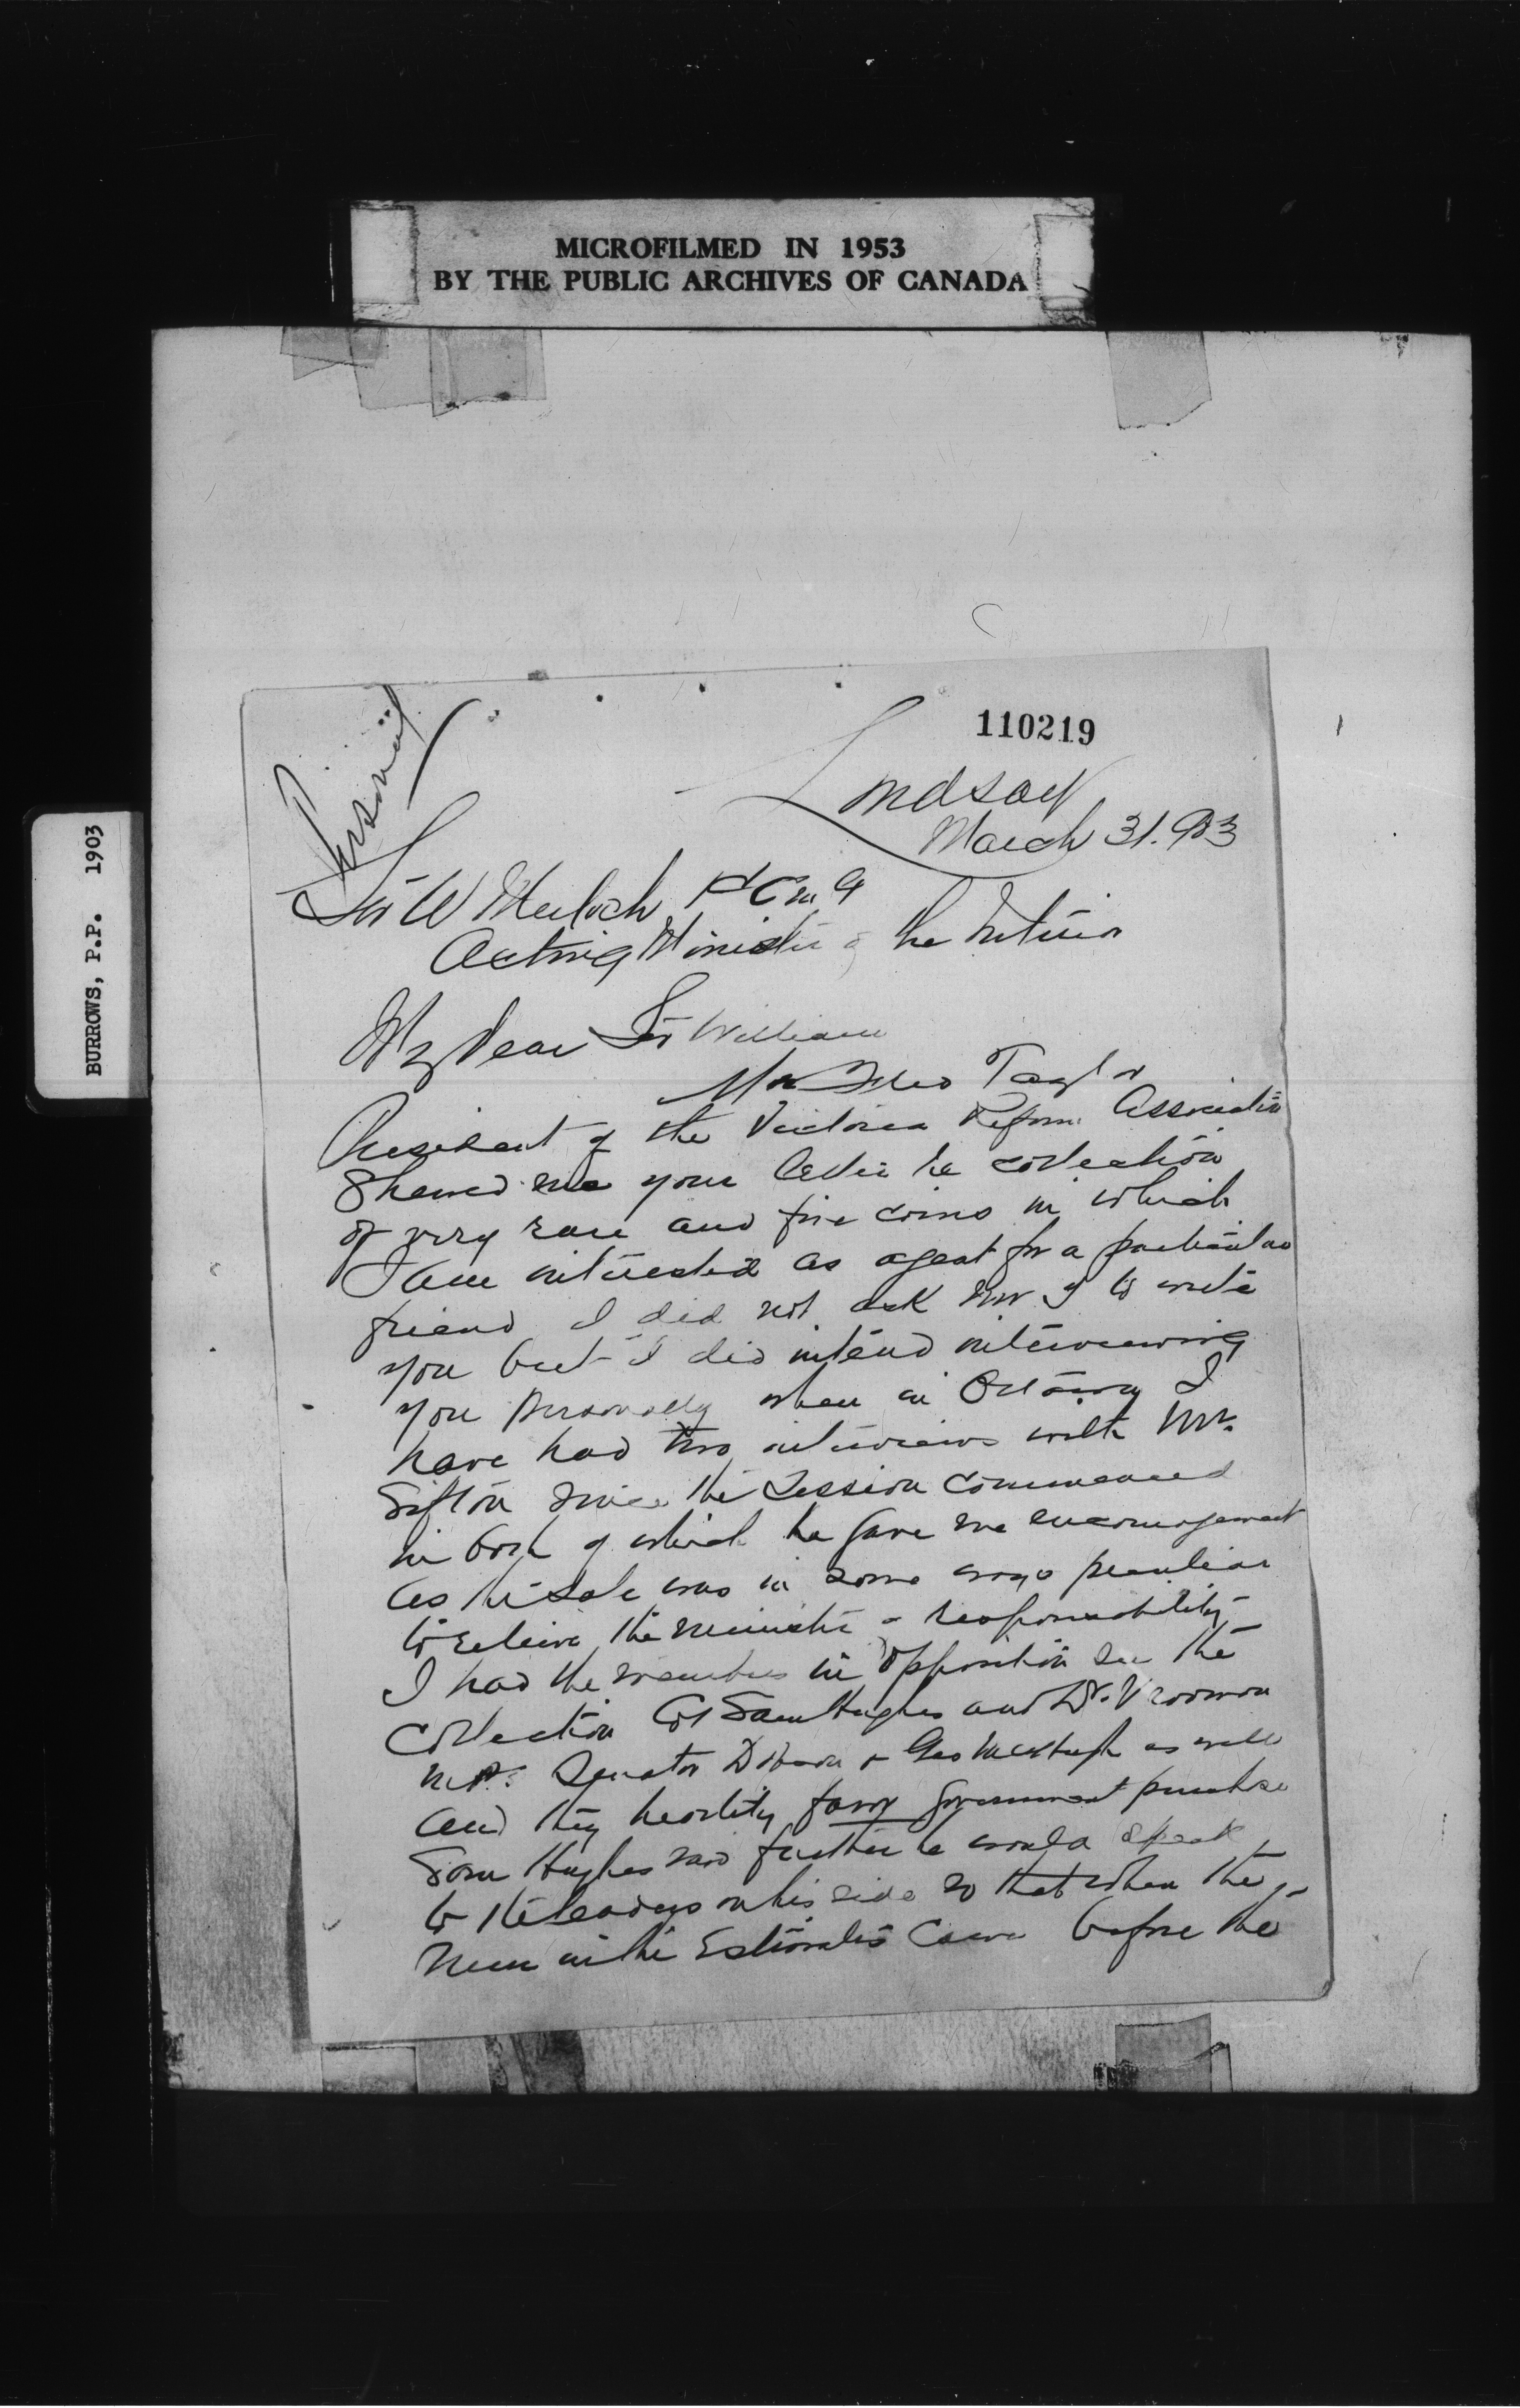 MICROFILMED IN 1953
BY THE PUBLIC ARCHIVES OF CANADA
BURROWS, P.P. 1903
110219
Personal
Lindsay
March 31. 903
Sir W Mulock K C M G
Acting Minister of the Interior
My dear Sir William
Mr Taylor
President of the Victoria Reform Association
Shewed me your letter re collection
of very rare and fine coins in which
I am interested as agent for a particular
friend I did not ask Mr T to write
you but I did intend interviewing
you personally when in Ottawa I
have had two interviews with Mr.
Sifton since the Session commenced
in both of which he gave me encouragement
as the sale was in some ways peculiar
to relieve the minister of responsibility
I had the members in opposition see the
collection Col Sam Hughes and Dr. Vrooman
M.P.s Senator Dobson & Geo McHugh as well
and they heartily favor government purchase
Sam Hughes said further he would speak
to the leaders on his side so that when the
item in the Estimates came before the